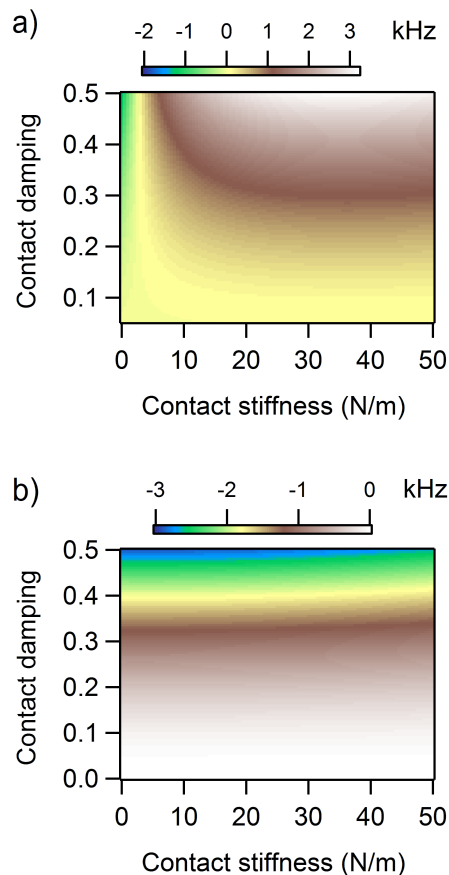 a)
-2 -1 0 1 2 3 kHz
0.5
0.4
0.3
0.2
0.1
Contact damping
0 10 20 30 40 50
Contact stiffness (N/m)
b)
-3 -2 -1 0 kHz
0.5
0.4
0.3
0.2
0.1
0.0
Contact damping
0 10 20 30 40 50
Contact stiffness (N/m)